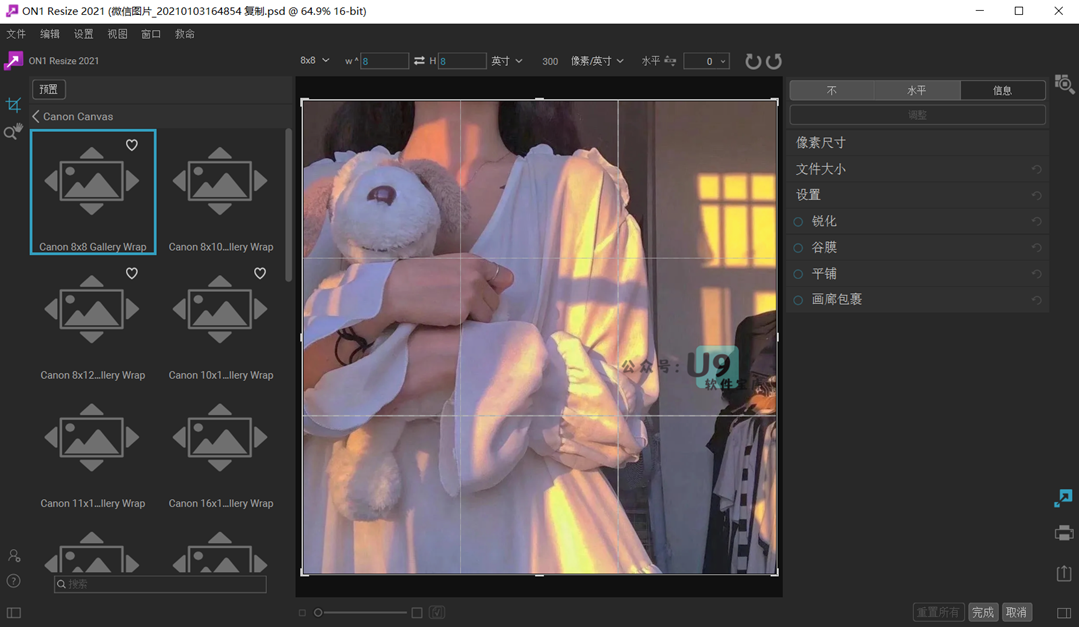 ON1 Resize 2021 (微信图片_20210103164854 复制.psd @ 64.9% 16-bit)
文件 编辑 设置 视图 窗口 救命
ON1 Resize 2021
8x8 W 8 H 8 英寸 300 像素/英寸 水平 0
不 水平 信息
预置
调整
Canon Canvas
像素尺寸
文件大小
设置
锐化
谷膜
平铺
画廊包裹
Canon 8x8 Gallery Wrap Canon 8x10...llery Wrap
Canon 8x12...llery Wrap Canon 10x1...llery Wrap
Canon 11x1...llery Wrap Canon 16x1...llery Wrap
公众号: U9
软件宝
搜索
重置所有 完成 取消